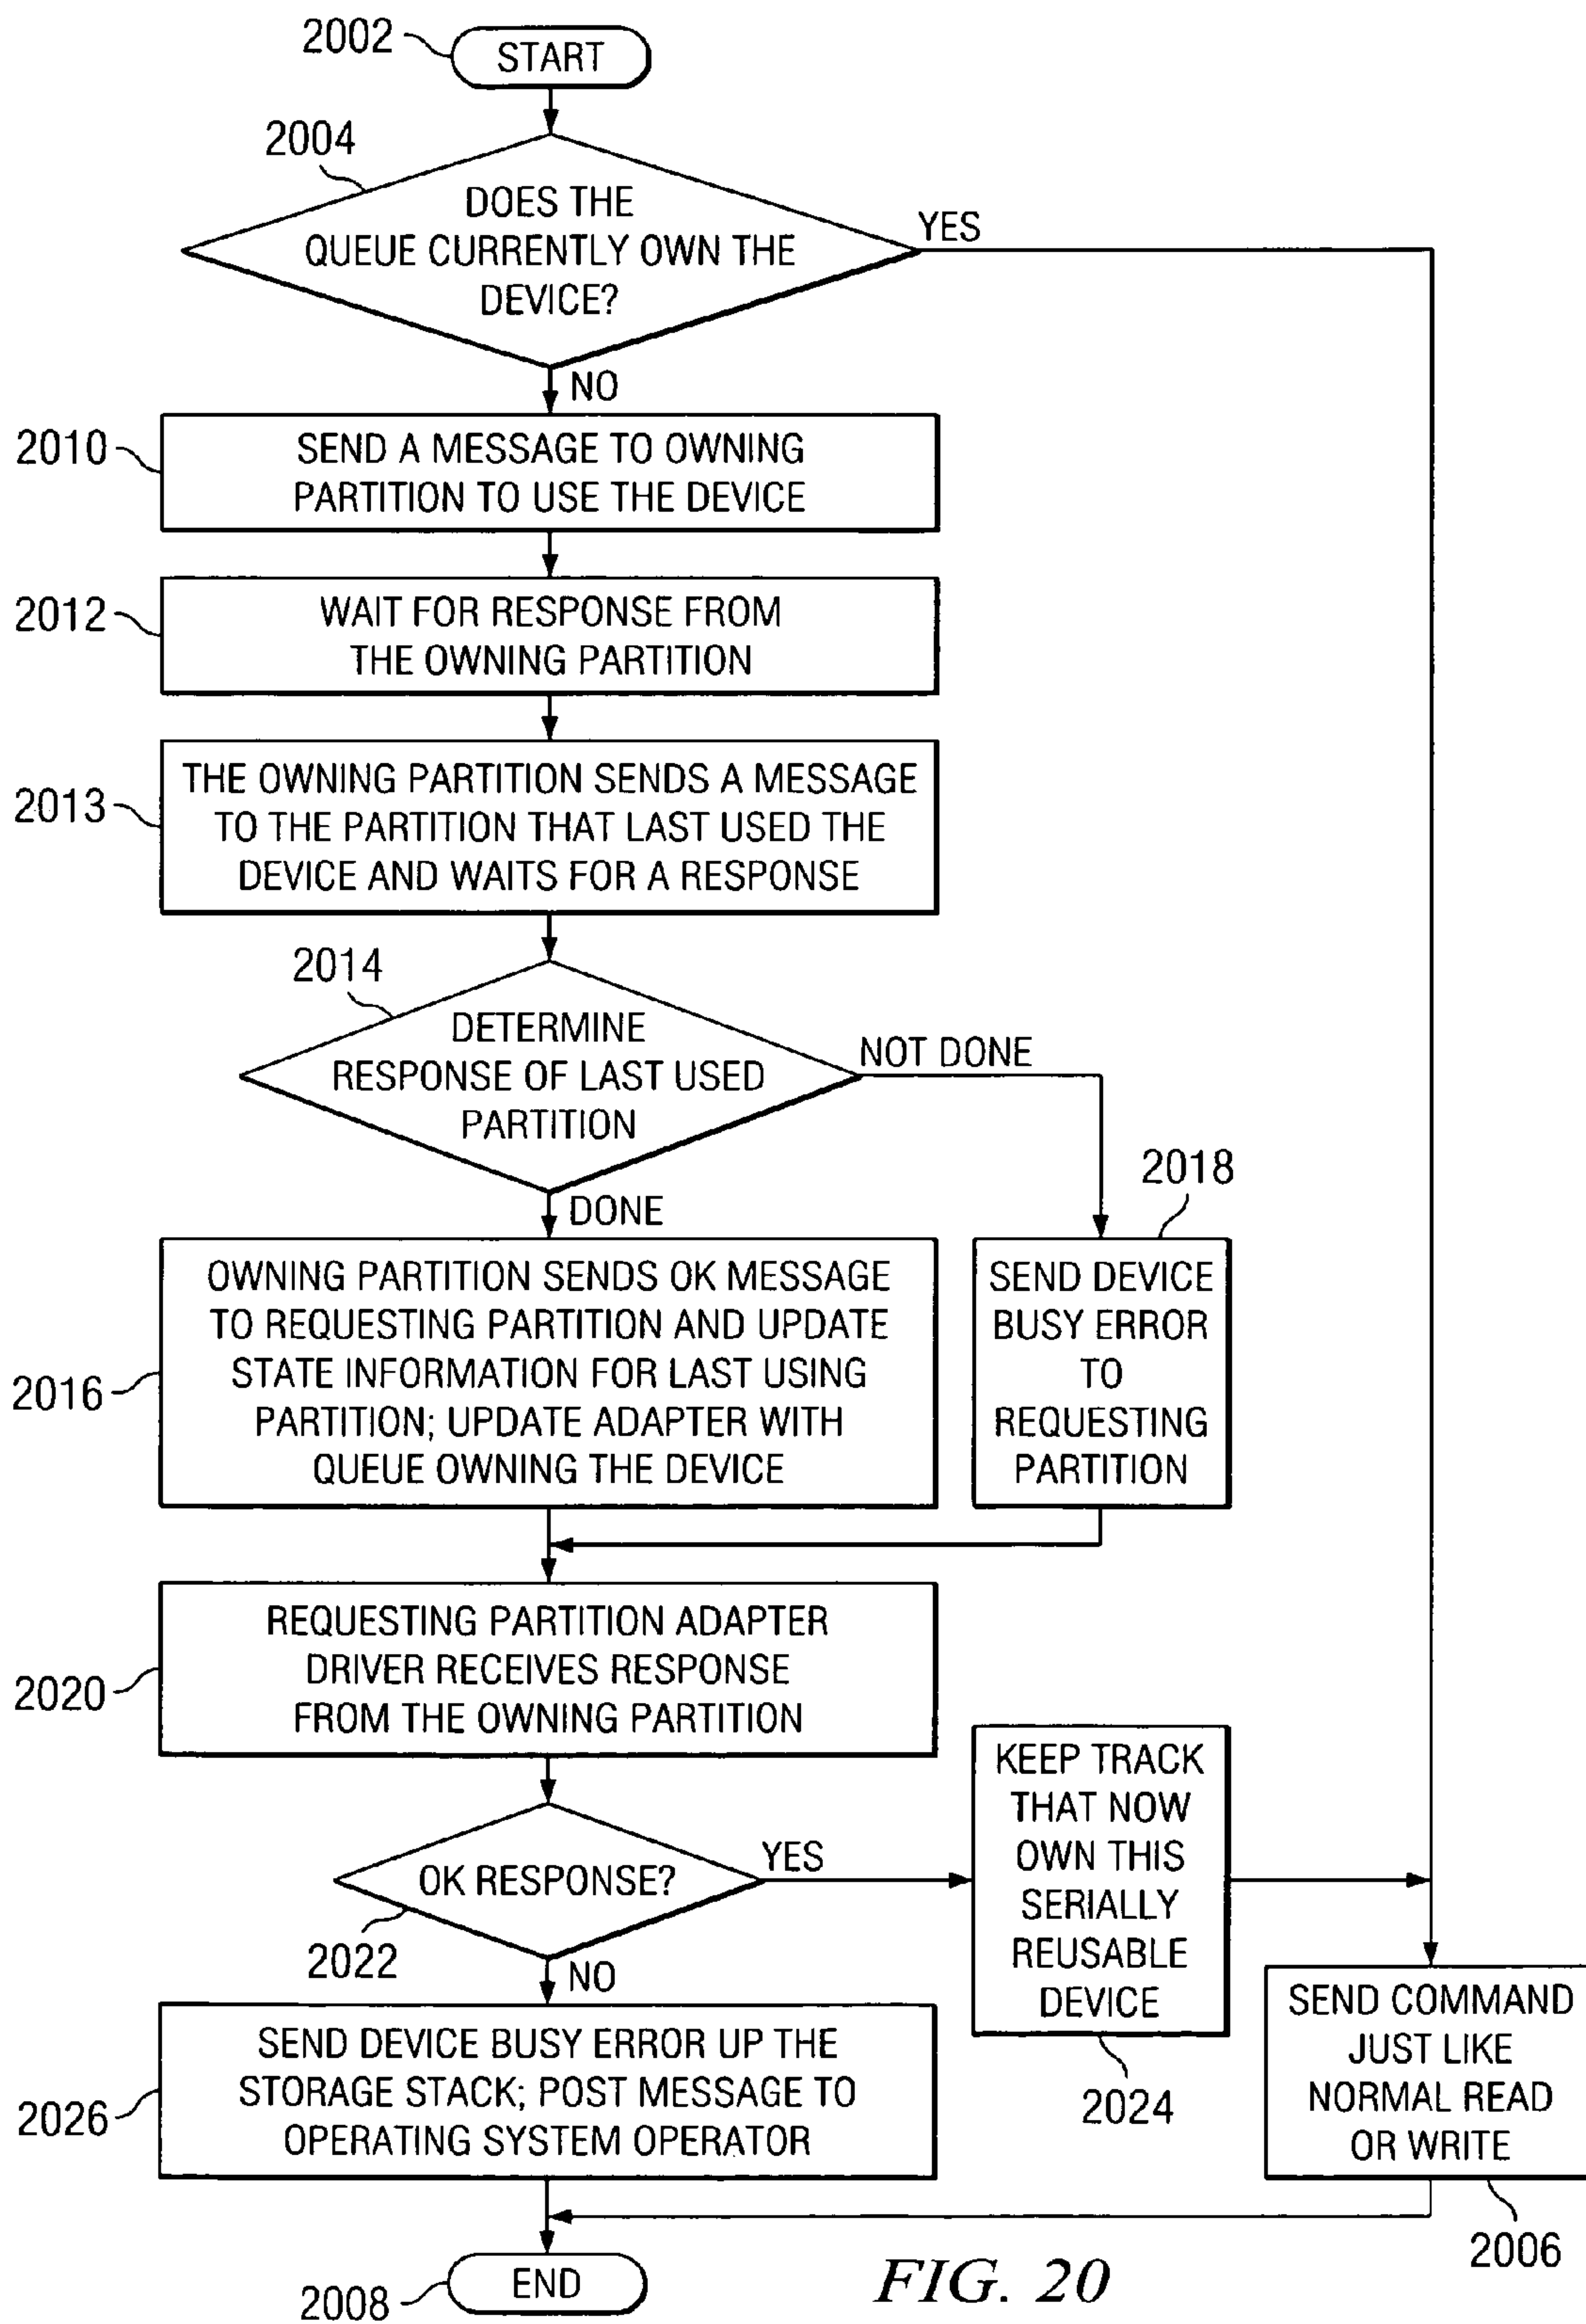 2002
START
2004
DOES THE
QUEUE CURRENTLY OWN THE
DEVICE?
YES
NO
2010
SEND A MESSAGE TO OWNING
PARTITION TO USE THE DEVICE
2012
WAIT FOR RESPONSE FROM
THE OWNING PARTITION
2013
THE OWNING PARTITION SENDS A MESSAGE
TO THE PARTITION THAT LAST USED THE
DEVICE AND WAITS FOR A RESPONSE
2014
DETERMINE
RESPONSE OF LAST USED
PARTITION
NOT DONE
DONE
2016
OWNING PARTITION SENDS OK MESSAGE
TO REQUESTING PARTITION AND UPDATE
STATE INFORMATION FOR LAST USING
PARTITION; UPDATE ADAPTER WITH
QUEUE OWNING THE DEVICE
2018
SEND DEVICE
BUSY ERROR
TO
REQUESTING
PARTITION
2020
REQUESTING PARTITION ADAPTER
DRIVER RECEIVES RESPONSE
FROM THE OWNING PARTITION
OK RESPONSE?
2022
YES
NO
KEEP TRACK
THAT NOW
OWN THIS
SERIALLY
REUSABLE
DEVICE
2024
2026
SEND DEVICE BUSY ERROR UP THE
STORAGE STACK; POST MESSAGE TO
OPERATING SYSTEM OPERATOR
SEND COMMAND
JUST LIKE
NORMAL READ
OR WRITE
2006
2008
END
FIG. 20